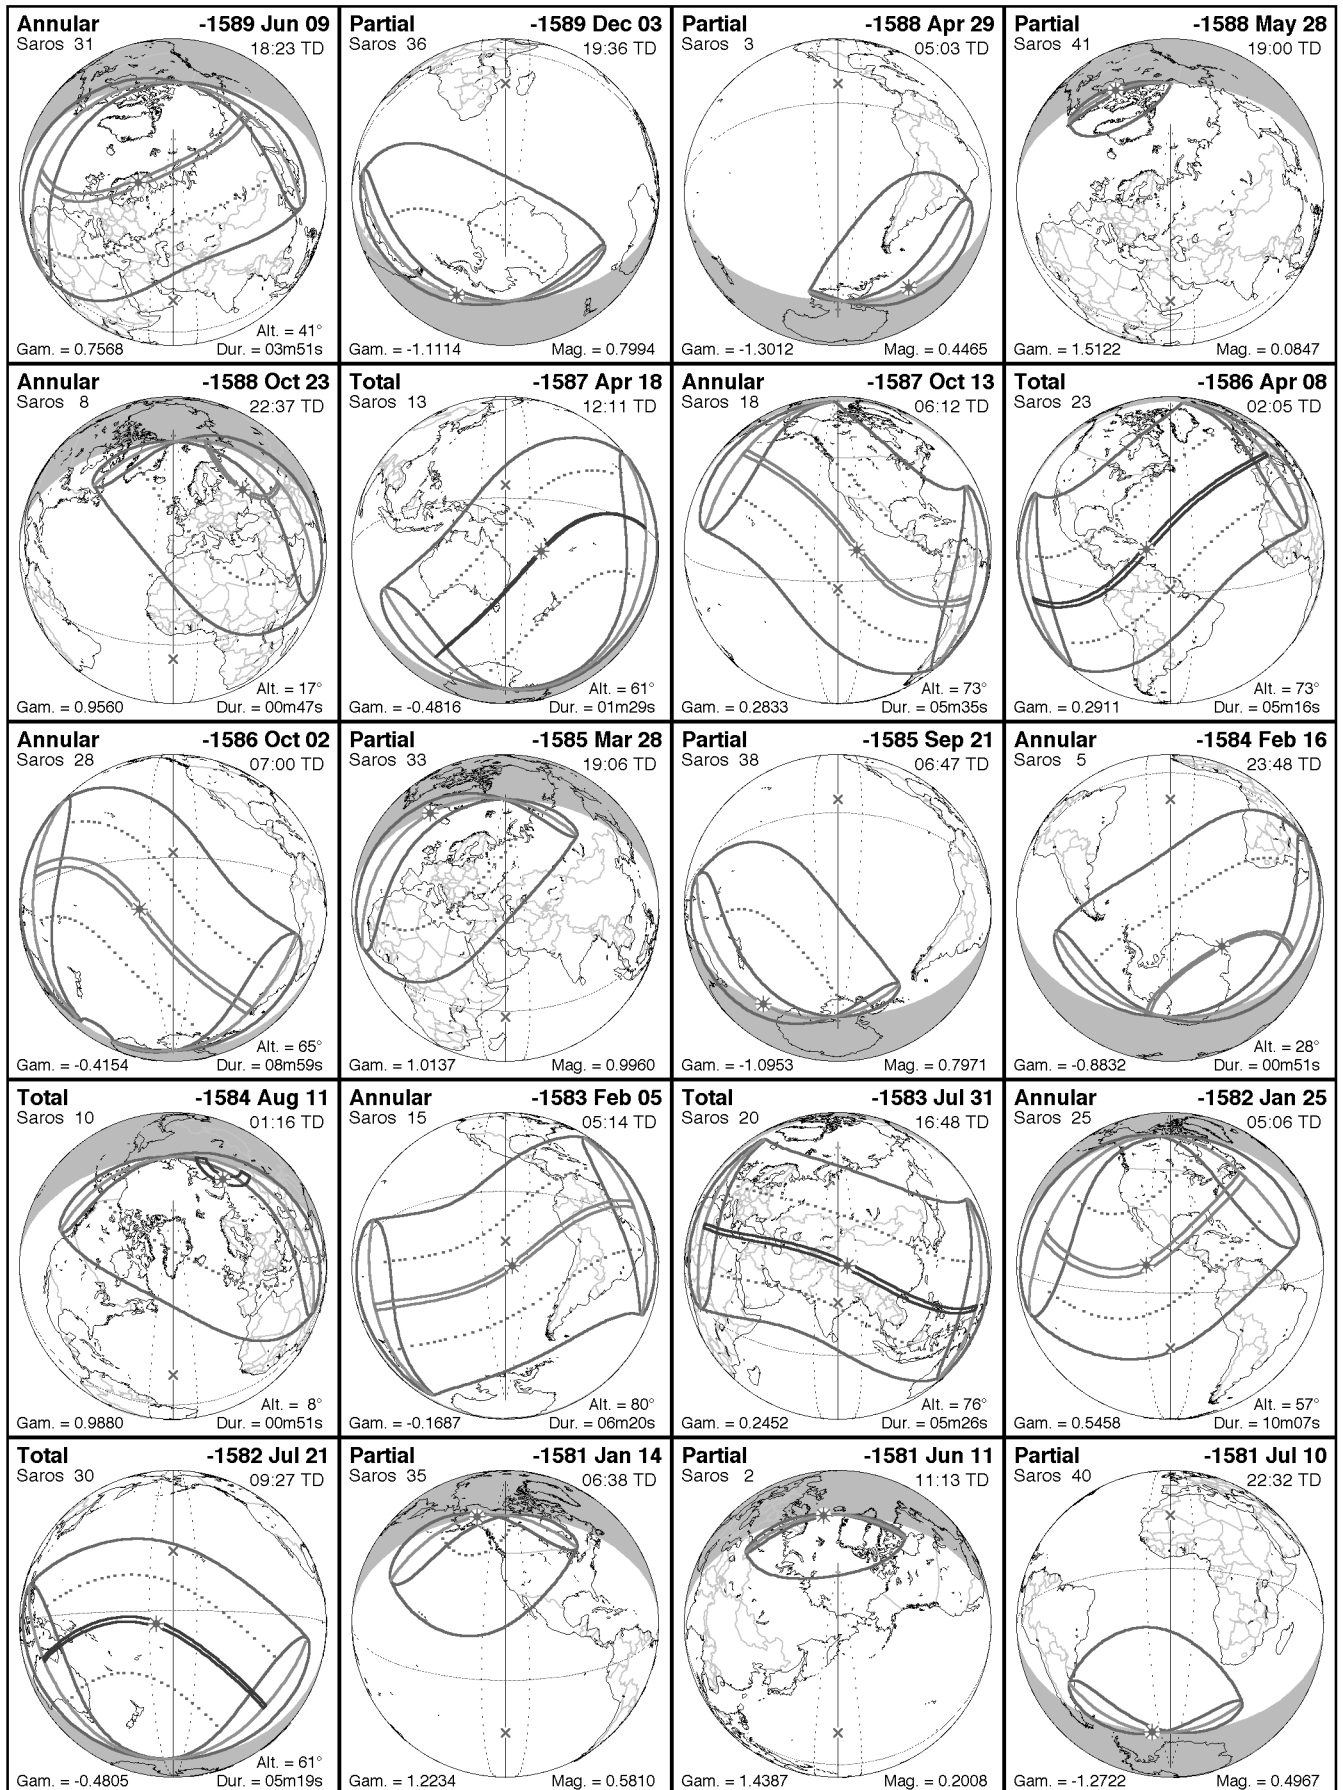 Annular -1589 Jun 09
Saros 31 18:23 TD
Alt. = 41°
Gam. = 0.7568 Dur. = 03m51s
Partial -1589 Dec 03
Saros 36 19:36 TD
Gam. = -1.1114 Mag. = 0.7994
Partial -1588 Apr 29
Saros 3 05:03 TD
Gam. = -1.3012 Mag. = 0.4465
Partial -1588 May 28
Saros 41 19:00 TD
Gam. = 1.5122 Mag. = 0.0847
Annular -1588 Oct 23
Saros 8 22:37 TD
Alt. = 17°
Gam. = 0.9560 Dur. = 00m47s
Total -1587 Apr 18
Saros 13 12:11 TD
Alt. = 61°
Gam. = -0.4816 Dur. = 01m29s
Annular -1587 Oct 13
Saros 18 06:12 TD
Alt. = 73°
Gam. = 0.2833 Dur. = 05m35s
Total -1586 Apr 08
Saros 23 02:05 TD
Alt. = 73°
Gam. = 0.2911 Dur. = 05m16s
Annular -1586 Oct 02
Saros 28 07:00 TD
Alt. = 65°
Gam. = -0.4154 Dur. = 08m59s
Partial -1585 Mar 28
Saros 33 19:06 TD
Gam. = 1.0137 Mag. = 0.9960
Partial -1585 Sep 21
Saros 38 06:47 TD
Gam. = -1.0953 Mag. = 0.7971
Annular -1584 Feb 16
Saros 5 23:48 TD
Alt. = 28°
Gam. = -0.8832 Dur. = 00m51s
Total -1584 Aug 11
Saros 10 01:16 TD
Alt. = 8°
Gam. = 0.9880 Dur. = 00m51s
Annular -1583 Feb 05
Saros 15 05:14 TD
Alt. = 80°
Gam. = -0.1687 Dur. = 06m20s
Total -1583 Jul 31
Saros 20 16:48 TD
Alt. = 76°
Gam. = 0.2452 Dur. = 05m26s
Annular -1582 Jan 25
Saros 25 05:06 TD
Alt. = 57°
Gam. = 0.5458 Dur. = 10m07s
Total -1582 Jul 21
Saros 30 09:27 TD
Alt. = 61°
Gam. = -0.4805 Dur. = 05m19s
Partial -1581 Jan 14
Saros 35 06:38 TD
Gam. = 1.2234 Mag. = 0.5810
Partial -1581 Jun 11
Saros 2 11:13 TD
Gam. = 1.4387 Mag. = 0.2008
Partial -1581 Jul 10
Saros 40 22:32 TD
Gam. = -1.2722 Mag. = 0.4967